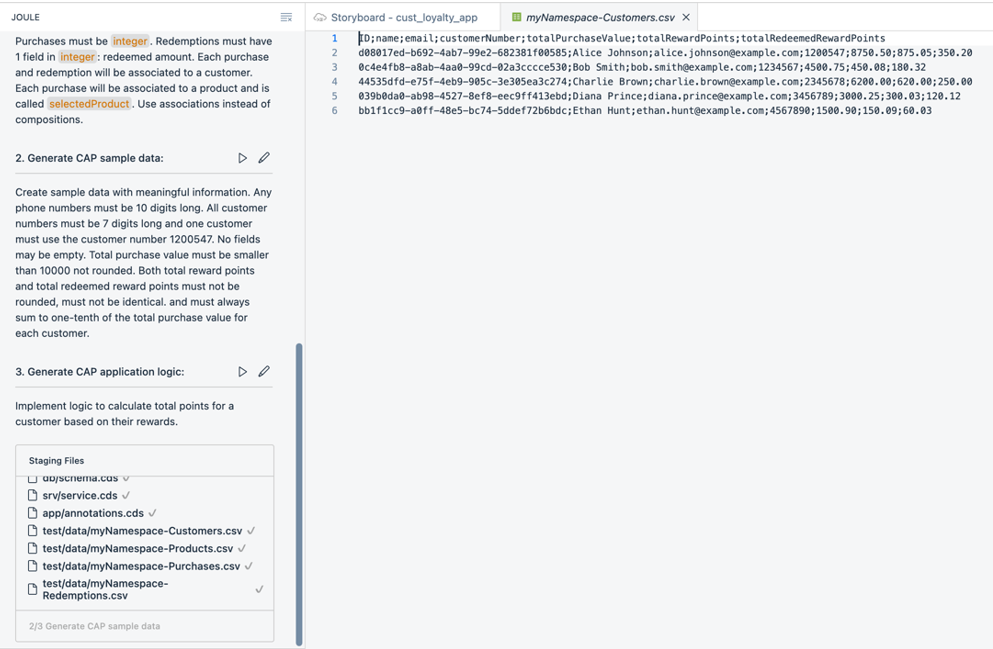 JOULE
Purchases must be integer. Redemptions must have
1 field in integer: redeemed amount. Each purchase
and redemption will be associated to a customer.
Each purchase will be associated to a product and is
called selectedProduct. Use associations instead of
compositions.
2. Generate CAP sample data:
Create sample data with meaningful information. Any
phone numbers must be 10 digits long. All customer
numbers must be 7 digits long and one customer
must use the customer number 1200547. No fields
may be empty. Total purchase value must be smaller
than 10000 not rounded. Both total reward points
and total redeemed reward points must not be
rounded, must not be identical. and must always
sum to one-tenth of the total purchase value for
each customer.
3. Generate CAP application logic:
Implement logic to calculate total points for a
customer based on their rewards.
Staging Files
db/schema.cds
srv/service.cds
app/annotations.cds
test/data/myNamespace-Customers.csv
test/data/myNamespace-Products.csv
test/data/myNamespace-Purchases.csv
test/data/myNamespace-
Redemptions.csv
2/3 Generate CAP sample data
Storyboard - cust_loyalty_app
myNamespace-Customers.csv
1 ID;name;email;customerNumber;totalPurchaseValue;totalRewardPoints;totalRedeemedRewardPoints
2 d08017ed-b692-4ab7-99e2-682381f00585;Alice Johnson;alice.johnson@example.com;1200547;8750.50;875.05;350.20
3 0c4e4fb8-a8ab-4aa0-99cd-02a3ccccce530;Bob Smith;bob.smith@example.com;1234567;4500.75;450.08;180.32
4 44535dfd-e75f-4eb9-905c-3e305ea3c274;Charlie Brown;charlie.brown@example.com;2345678;6200.00;620.00;250.00
5 039b0da0-ab98-4527-8ef8-eec9ff413ebd;Diana Prince;diana.prince@example.com;3456789;3000.25;300.03;120.12
6 bb1f1cc9-a0ff-48e5-bc74-5ddef72b6bdc;Ethan Hunt;ethan.hunt@example.com;4567890;1500.90;150.09;60.03